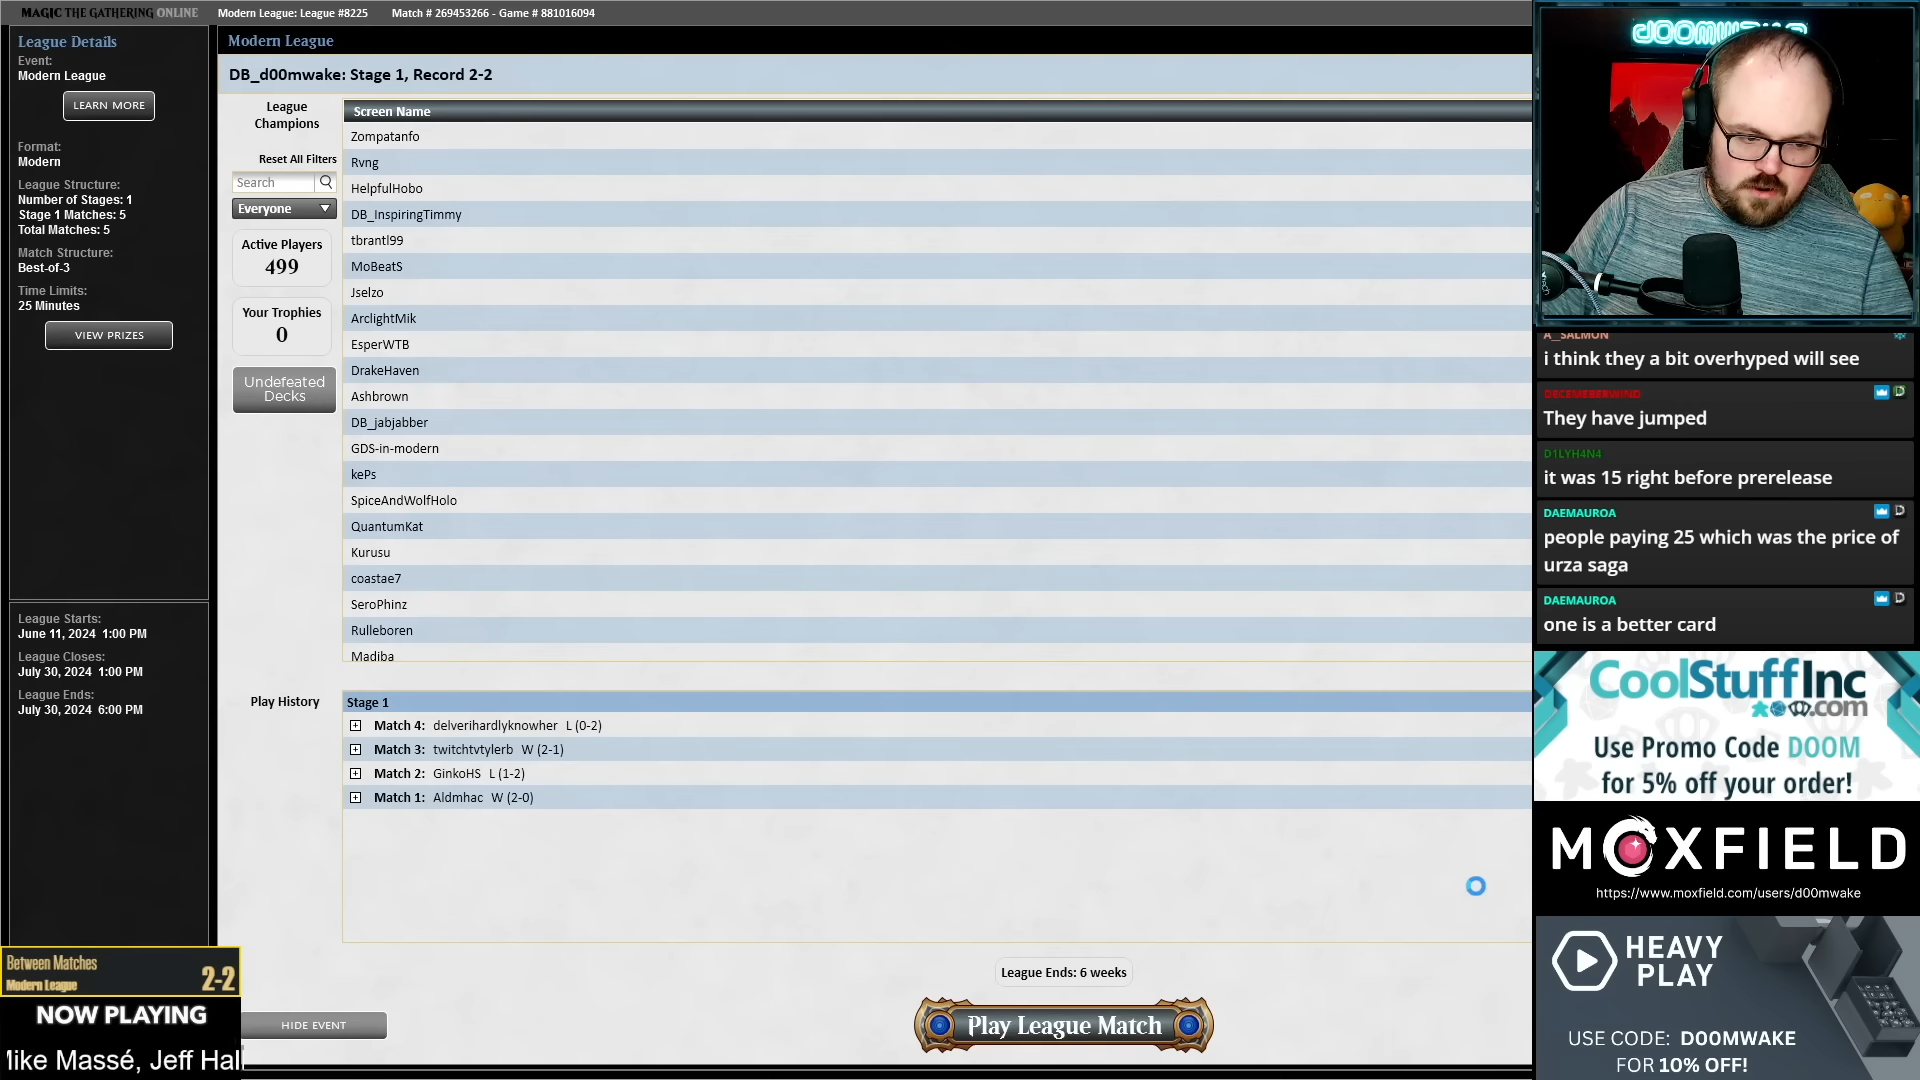 MAGIC THE GATHERING ONLINE
Modern League: League #8225
Match # 269453266 - Game # 881016094
League Details
Event:
Modern League
LEARN MORE
Format:
Modern
League Structure:
Number of Stages: 1
Stage 1 Matches: 5
Total Matches: 5
Match Structure:
Best-of-3
Time Limits:
25 Minutes
VIEW PRIZES
League Starts:
June 11, 2024 1:00 PM
League Closes:
July 30, 2024 1:00 PM
League Ends:
July 30, 2024 6:00 PM
Between Matches
Modern League
2-2
NOW PLAYING
Mike Massé, Jeff Hal
Modern League
DB_d00mwake: Stage 1, Record 2-2
League
Champions
Reset All Filters
Search
Everyone
Active Players
499
Your Trophies
0
Undefeated
Decks
Screen Name
Zompatanfo
Rvng
HelpfulHobo
DB_InspiringTimmy
tbrantl99
MoBeatS
Jselzo
ArclightMik
EsperWTB
DrakeHaven
Ashbrown
DB_jabjabber
GDS-in-modern
kePs
SpiceAndWolfHolo
QuantumKat
Kurusu
coastae7
SeroPhinz
Rulleboren
Madiba
Play History
Stage 1
Match 4: delverihardlyknowher L (0-2)
Match 3: twitchtvtylerb W (2-1)
Match 2: GinkoHS L (1-2)
Match 1: Aldmhac W (2-0)
League Ends: 6 weeks
HIDE EVENT
Play League Match
d00mwake
A_SALMON
i think they a bit overhyped will see
DECEMEBERWIND
They have jumped
D1LYH4N4
it was 15 right before prerelease
DAEMAUROA
people paying 25 which was the price of
urza saga
DAEMAUROA
one is a better card
CoolStuffInc
.com
Use Promo Code DOOM
for 5% off your order!
MOXFIELD
https://www.moxfield.com/users/d00mwake
HEAVY
PLAY
USE CODE: D00MWAKE
FOR 10% OFF!